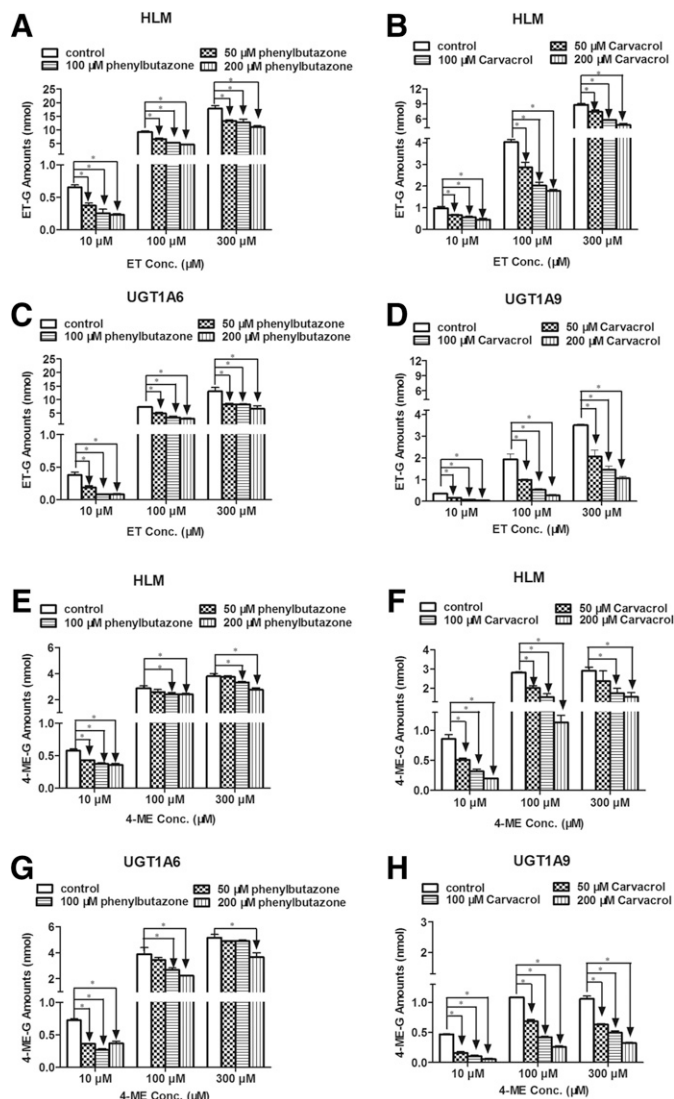 A
HLM
control
50 µM phenylbutazone
100 µM phenylbutazone
200 µM phenylbutazone
ET-G Amounts (nmol)
25
20
15
10
5
1.0
0.5
0.0
* * *
* * *
* * *
10 µM 100 µM 300 µM
ET Conc. (µM)
B
HLM
control
50 µM Carvacrol
100 µM Carvacrol
200 µM Carvacrol
ET-G Amounts (nmol)
12
9
6
4
3
2
1
0
* * *
* * *
* * *
10 µM 100 µM 300 µM
ET Conc. (µM)
C
UGT1A6
control
50 µM phenylbutazone
100 µM phenylbutazone
200 µM phenylbutazone
ET-G Amounts (nmol)
25
20
15
10
5
1.0
0.5
0.0
* * *
* * *
* * *
10 µM 100 µM 300 µM
ET Conc. (µM)
D
UGT1A9
control
50 µM Carvacrol
100 µM Carvacrol
200 µM Carvacrol
ET-G Amounts (nmol)
12
9
6
4
3
2
1
0
* * *
* * *
* * *
10 µM 100 µM 300 µM
ET Conc. (µM)
E
HLM
control
50 µM phenylbutazone
100 µM phenylbutazone
200 µM phenylbutazone
4-ME-G Amounts (nmol)
6
4
2
1.0
0.5
0.0
* * *
* *
* *
10 µM 100 µM 300 µM
4-ME Conc. (µM)
F
HLM
control
50 µM Carvacrol
100 µM Carvacrol
200 µM Carvacrol
4-ME-G Amounts (nmol)
3
2
1.0
0.5
0.0
* * *
* * *
* *
10 µM 100 µM 300 µM
4-ME Conc. (µM)
G
UGT1A6
control
50 µM phenylbutazone
100 µM phenylbutazone
200 µM phenylbutazone
4-ME-G Amounts (nmol)
6
4
2
1.0
0.5
0.0
* * *
* *
*
10 µM 100 µM 300 µM
4-ME Conc. (µM)
H
UGT1A9
control
50 µM Carvacrol
100 µM Carvacrol
200 µM Carvacrol
4-ME-G Amounts (nmol)
3
2
1.0
0.5
0.0
* * *
* * *
* * *
10 µM 100 µM 300 µM
4-ME Conc. (µM)